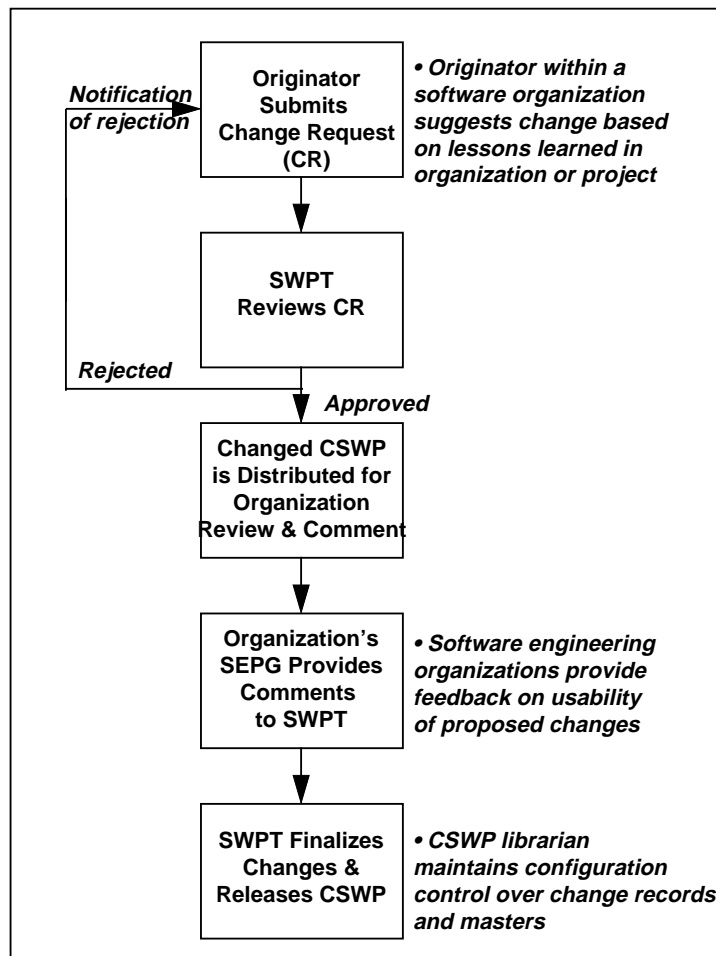 Originator
Submits
Change Request
(CR)
• Originator within a
software organization
suggests change based
on lessons learned in
organization or project
Notification
of rejection
SWPT
Reviews CR
Rejected
Approved
Changed CSWP
is Distributed for
Organization
Review & Comment
Organization’s
SEPG Provides
Comments
to SWPT
• Software engineering
organizations provide
feedback on usability
of proposed changes
SWPT Finalizes
Changes &
Releases CSWP
• CSWP librarian
maintains configuration
control over change records
and masters